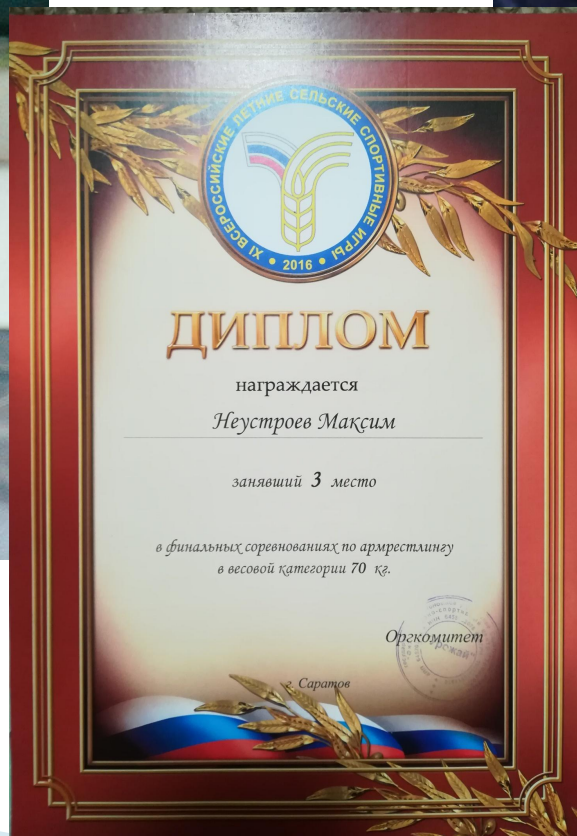 XI ВСЕРОССИЙСКИЕ ЛЕТНИЕ СЕЛЬСКИЕ СПОРТИВНЫЕ ИГРЫ
• 2016 •
ДИПЛОМ
награждается
Неустроев Максим
занявший 3 место
в финальных соревнованиях по армрестлингу
в весовой категории 70 кг.
Оргкомитет
"Урожай"
г. Саратов